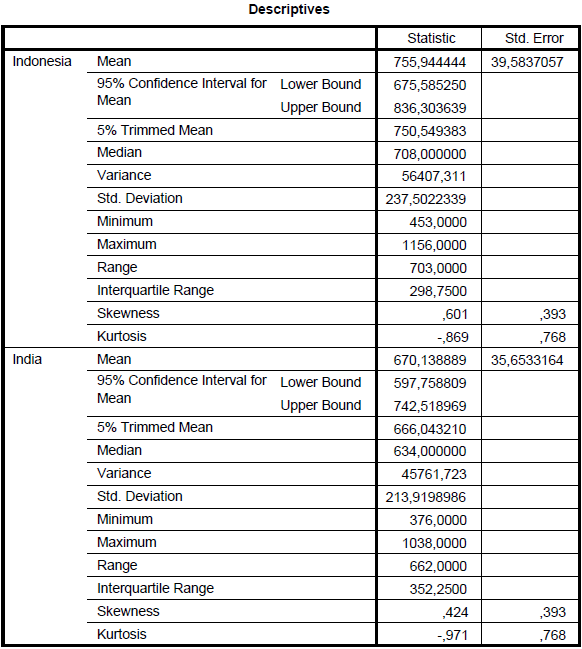 Descriptives
Statistic Std. Error
Indonesia Mean 755,944444 39,5837057
95% Confidence Interval for Mean Lower Bound 675,585250
Upper Bound 836,303639
5% Trimmed Mean 750,549383
Median 708,000000
Variance 56407,311
Std. Deviation 237,5022339
Minimum 453,0000
Maximum 1156,0000
Range 703,0000
Interquartile Range 298,7500
Skewness ,601 ,393
Kurtosis -,869 ,768
India Mean 670,138889 35,6533164
95% Confidence Interval for Mean Lower Bound 597,758809
Upper Bound 742,518969
5% Trimmed Mean 666,043210
Median 634,000000
Variance 45761,723
Std. Deviation 213,9198986
Minimum 376,0000
Maximum 1038,0000
Range 662,0000
Interquartile Range 352,2500
Skewness ,424 ,393
Kurtosis -,971 ,768